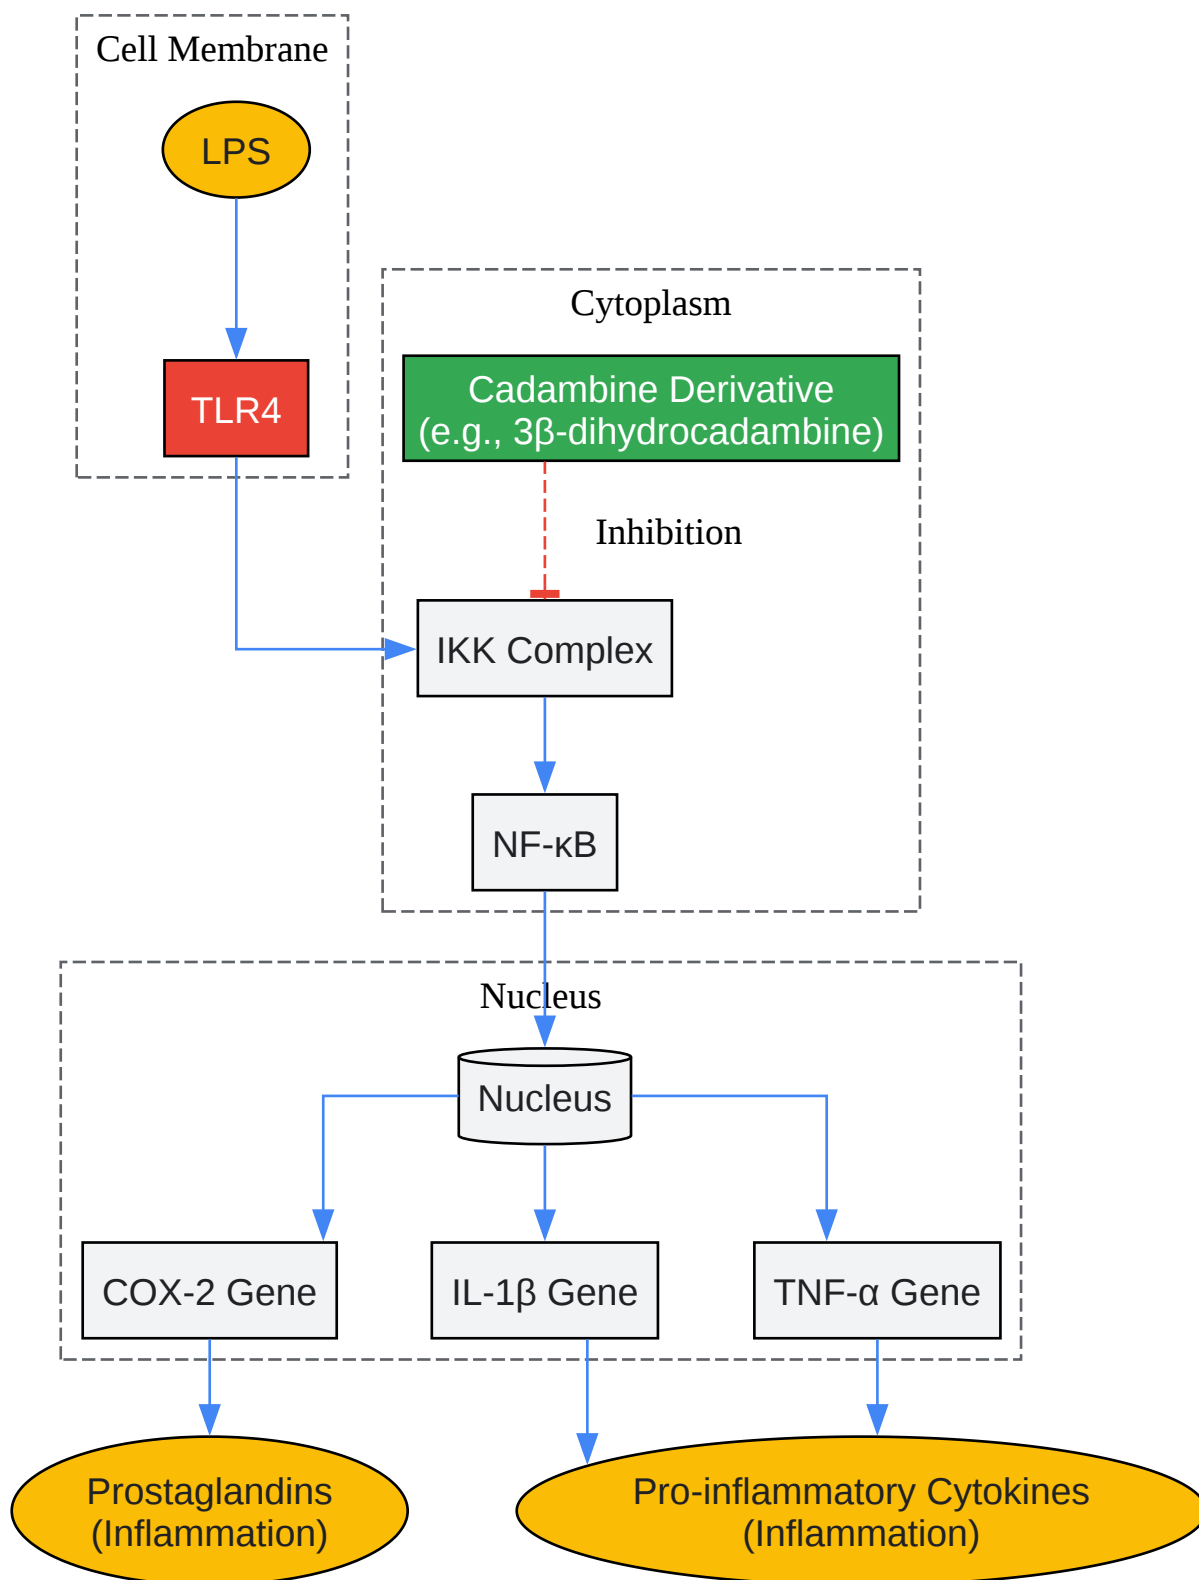 Cell Membrane
LPS
TLR4
Cytoplasm
Cadambine Derivative
(e.g., 3β-dihydrocadambine)
Inhibition
IKK Complex
NF-κB
Nucleus
Nucleus
COX-2 Gene
IL-1β Gene
TNF-α Gene
Prostaglandins
(Inflammation)
Pro-inflammatory Cytokines
(Inflammation)